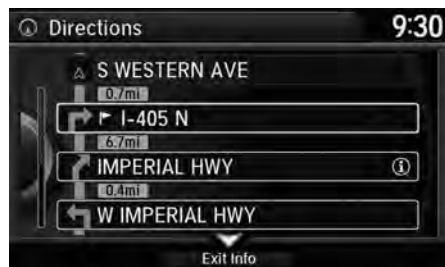 Directions 9:30
S WESTERN AVE
0.7mi
I-405 N
6.7mi
IMPERIAL HWY
0.4mi
W IMPERIAL HWY
Exit Info